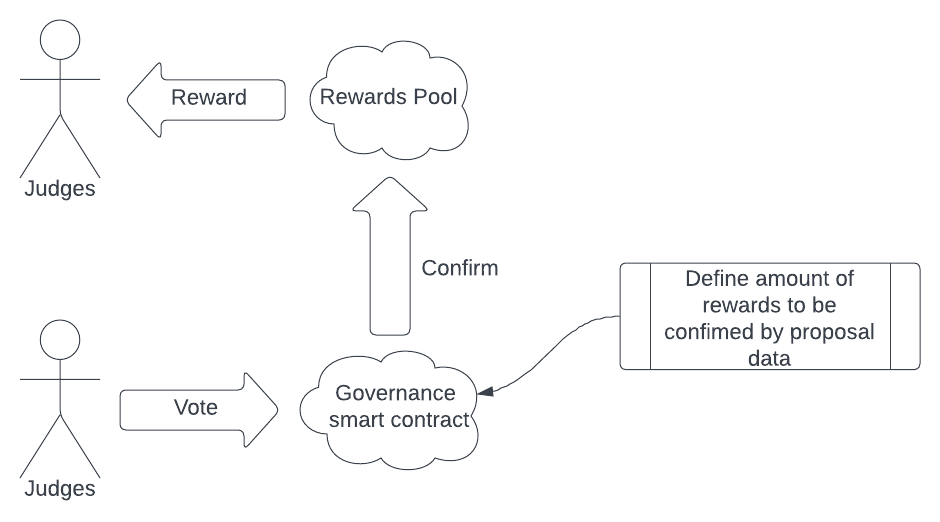 Reward
Rewards Pool
Judges
Confirm
Define amount of
rewards to be
confimed by proposal
data
Governance
smart contract
Vote
Judges